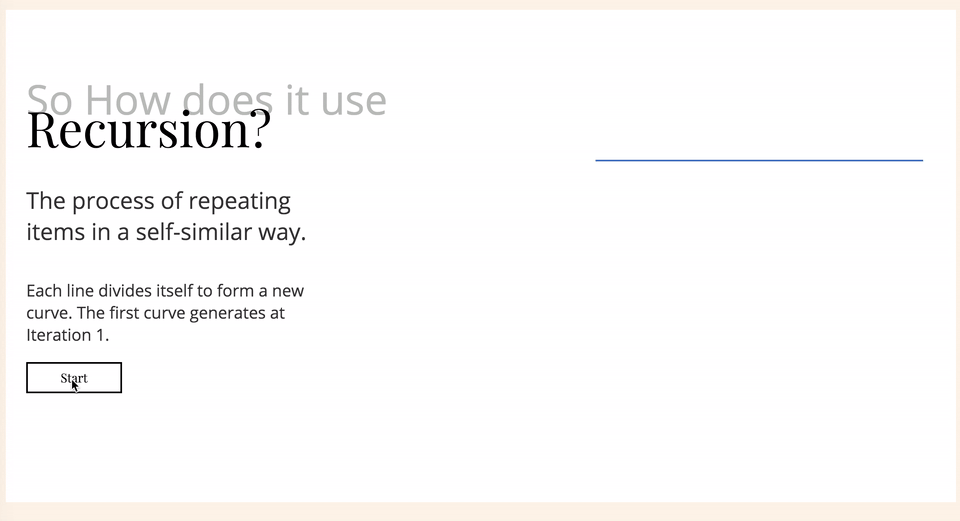 So How does it use
Recursion?
The process of repeating
items in a self-similar way.
Each line divides itself to form a new
curve. The first curve generates at
Iteration 1.
Start